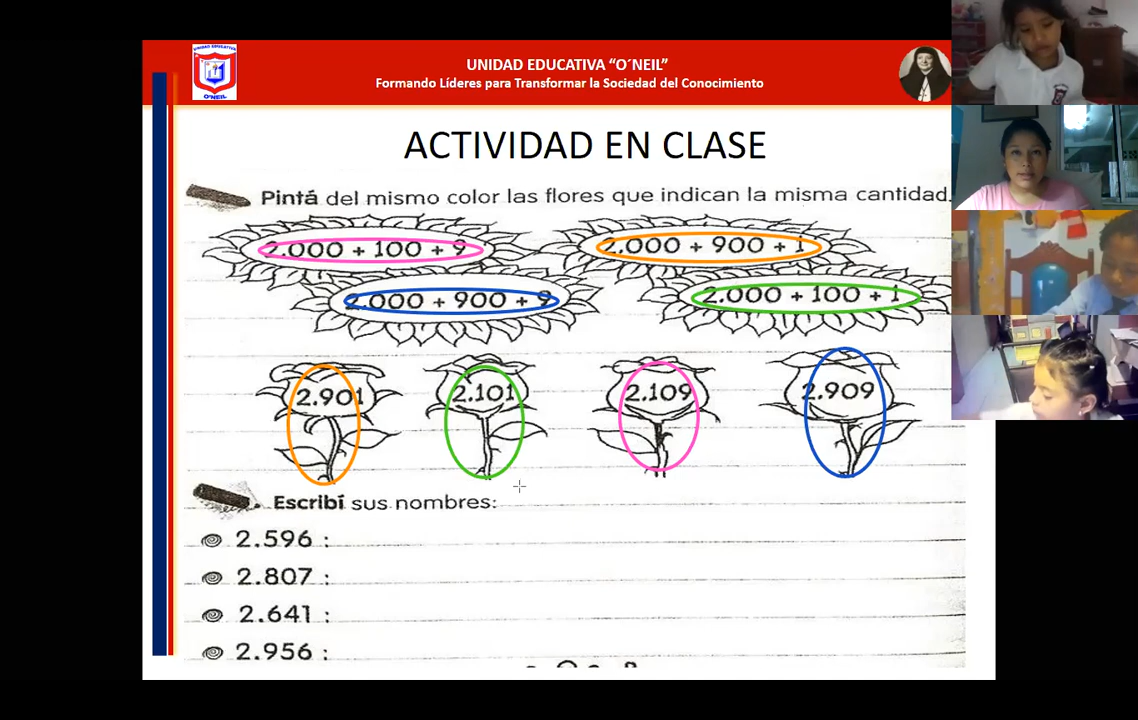 UNIDAD EDUCATIVA
O´NEIL
UNIDAD EDUCATIVA “O´NEIL”
Formando Líderes para Transformar la Sociedad del Conocimiento
ACTIVIDAD EN CLASE
Pintá del mismo color las flores que indican la misma cantidad.
2.000 + 100 + 9
2.000 + 900 + 1
2.000 + 900 + 9
2.000 + 100 + 1
2.901 2.101 2.109 2.909
Escribí sus nombres:
2.596 :
2.807 :
2.641 :
2.956 :